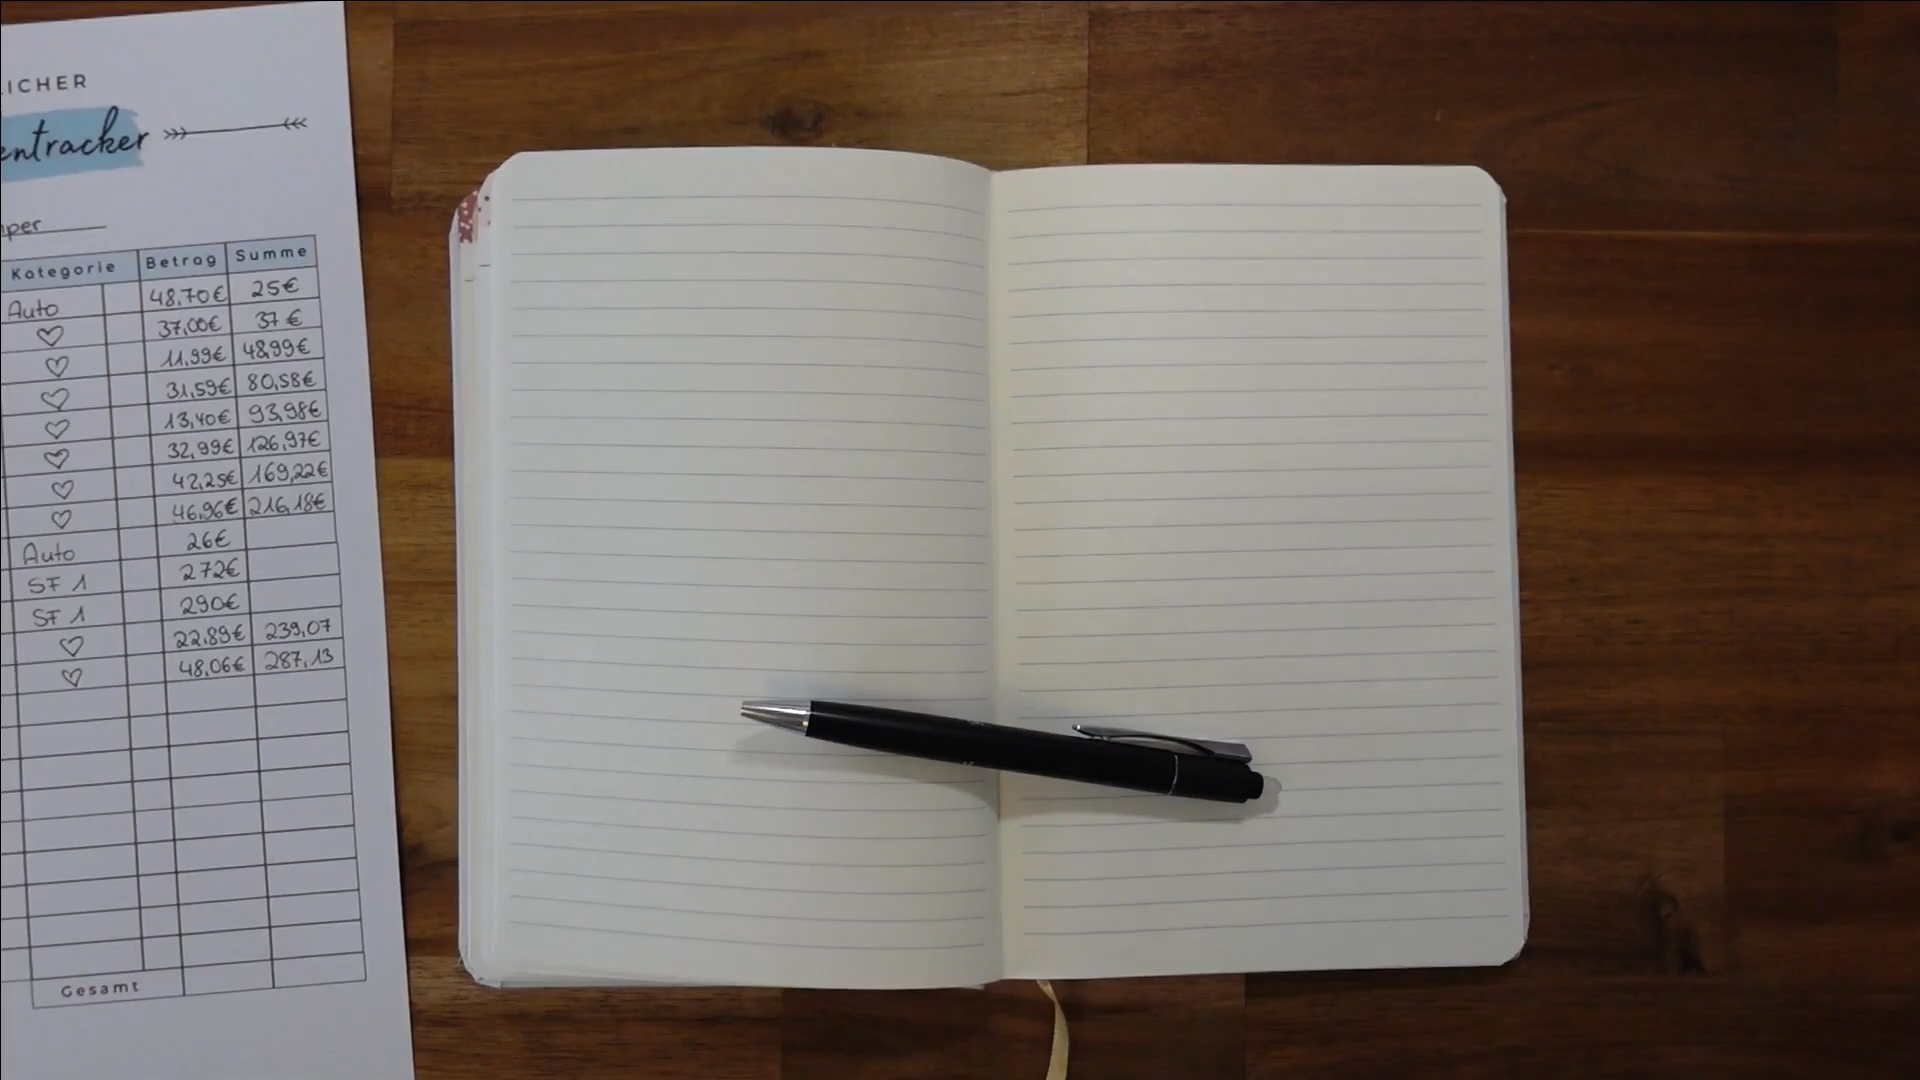 LICHER
entracker
mper
Kategorie Betrag Summe
Auto 48,70€ 25€
♡ 37,00€ 37€
♡ 11,99€ 48,99€
♡ 31,59€ 80,58€
♡ 13,40€ 93,98€
♡ 32,99€ 126,97€
♡ 42,25€ 169,22€
♡ 46,96€ 216,18€
Auto 26€
SF 1 272€
SF 1 290€
♡ 22,89€ 239,07
♡ 48,06€ 287,13
Gesamt